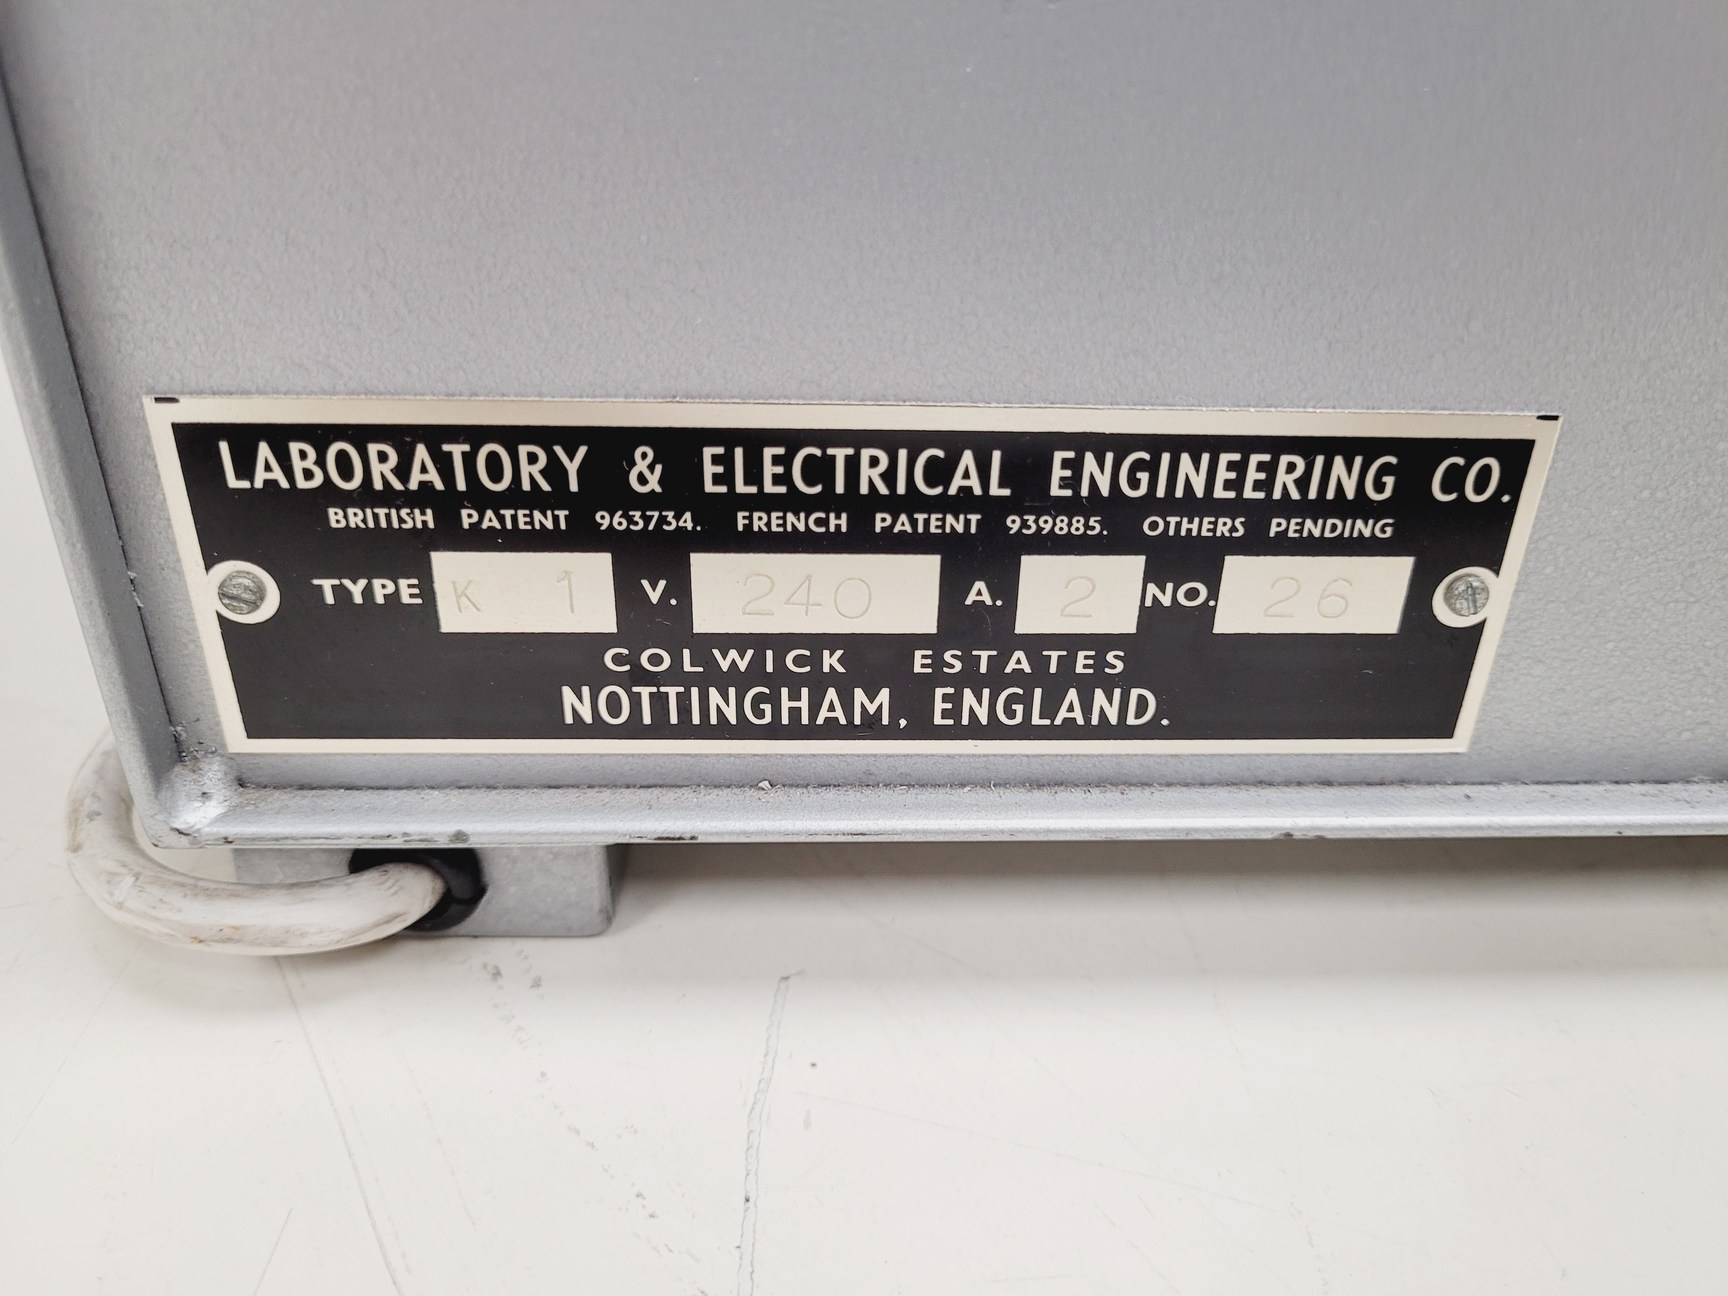 LABORATORY & ELECTRICAL ENGINEERING CO.
BRITISH PATENT 963734. FRENCH PATENT 939885. OTHERS PENDING
TYPE K 1 V. 240 A. 2 NO. 26
COLWICK ESTATES
NOTTINGHAM, ENGLAND.